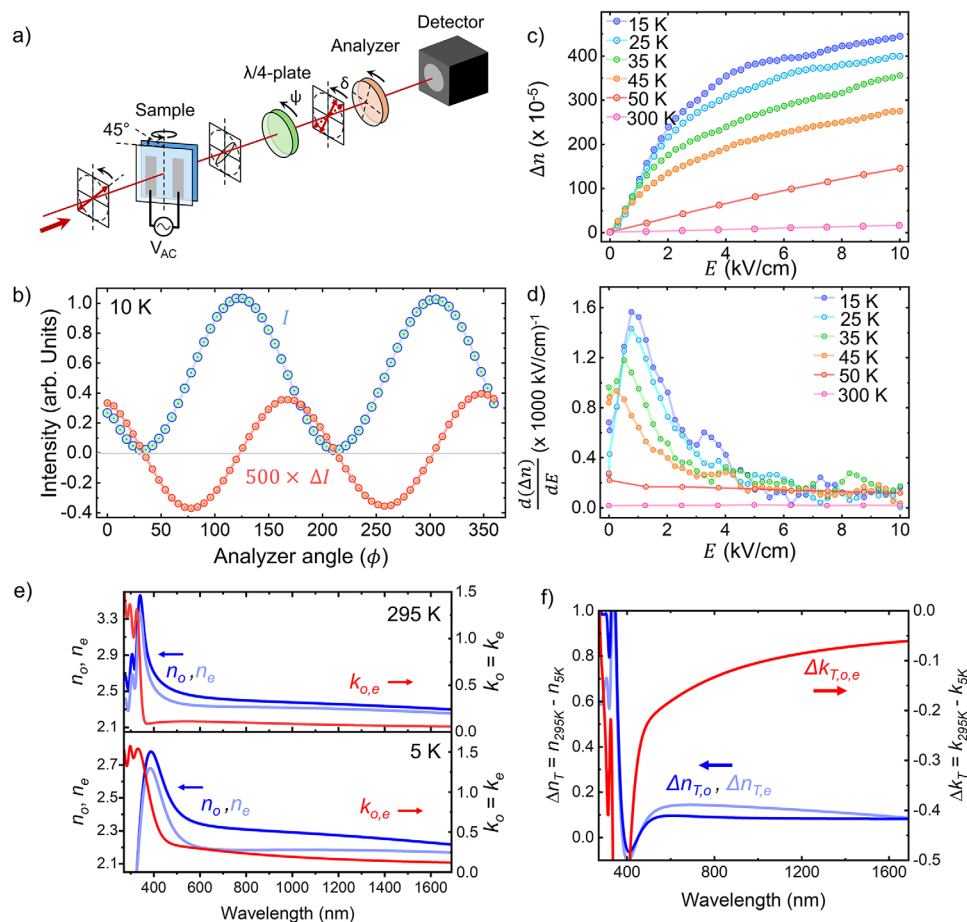 a)
Detector
Analyzer
λ/4-plate
δ
ψ
Sample
45°
V_AC
b)
10 K
I
500 × ΔI
Intensity (arb. Units)
1.0
0.8
0.6
0.4
0.2
0.0
-0.2
-0.4
0 50 100 150 200 250 300 350
Analyzer angle (ϕ)
c)
15 K
25 K
35 K
45 K
50 K
300 K
Δn (x 10⁻⁵)
400
300
200
100
0
0 2 4 6 8 10
E (kV/cm)
d)
15 K
25 K
35 K
45 K
50 K
300 K
d(Δn)/dE (x 1000 kV/cm)⁻¹
1.6
1.2
0.8
0.4
0.0
0 2 4 6 8 10
E (kV/cm)
e)
295 K
n_o, n_e
3.3
2.9
2.5
2.1
n_o, n_e
k_o,e
k_o = k_e
1.5
1.0
0.5
0.0
5 K
n_o, n_e
2.7
2.5
2.3
2.1
n_o, n_e
k_o,e
k_o = k_e
1.5
1.0
0.5
0.0
400 600 800 1000 1200 1400 1600
Wavelength (nm)
f)
Δn_T = n_295K - n_5K
1.0
0.8
0.6
0.4
0.2
0.0
Δk_T,o,e
Δn_T,o, Δn_T,e
Δk_T = k_295K - k_5K
0.0
-0.1
-0.2
-0.3
-0.4
-0.5
400 800 1200 1600
Wavelength (nm)